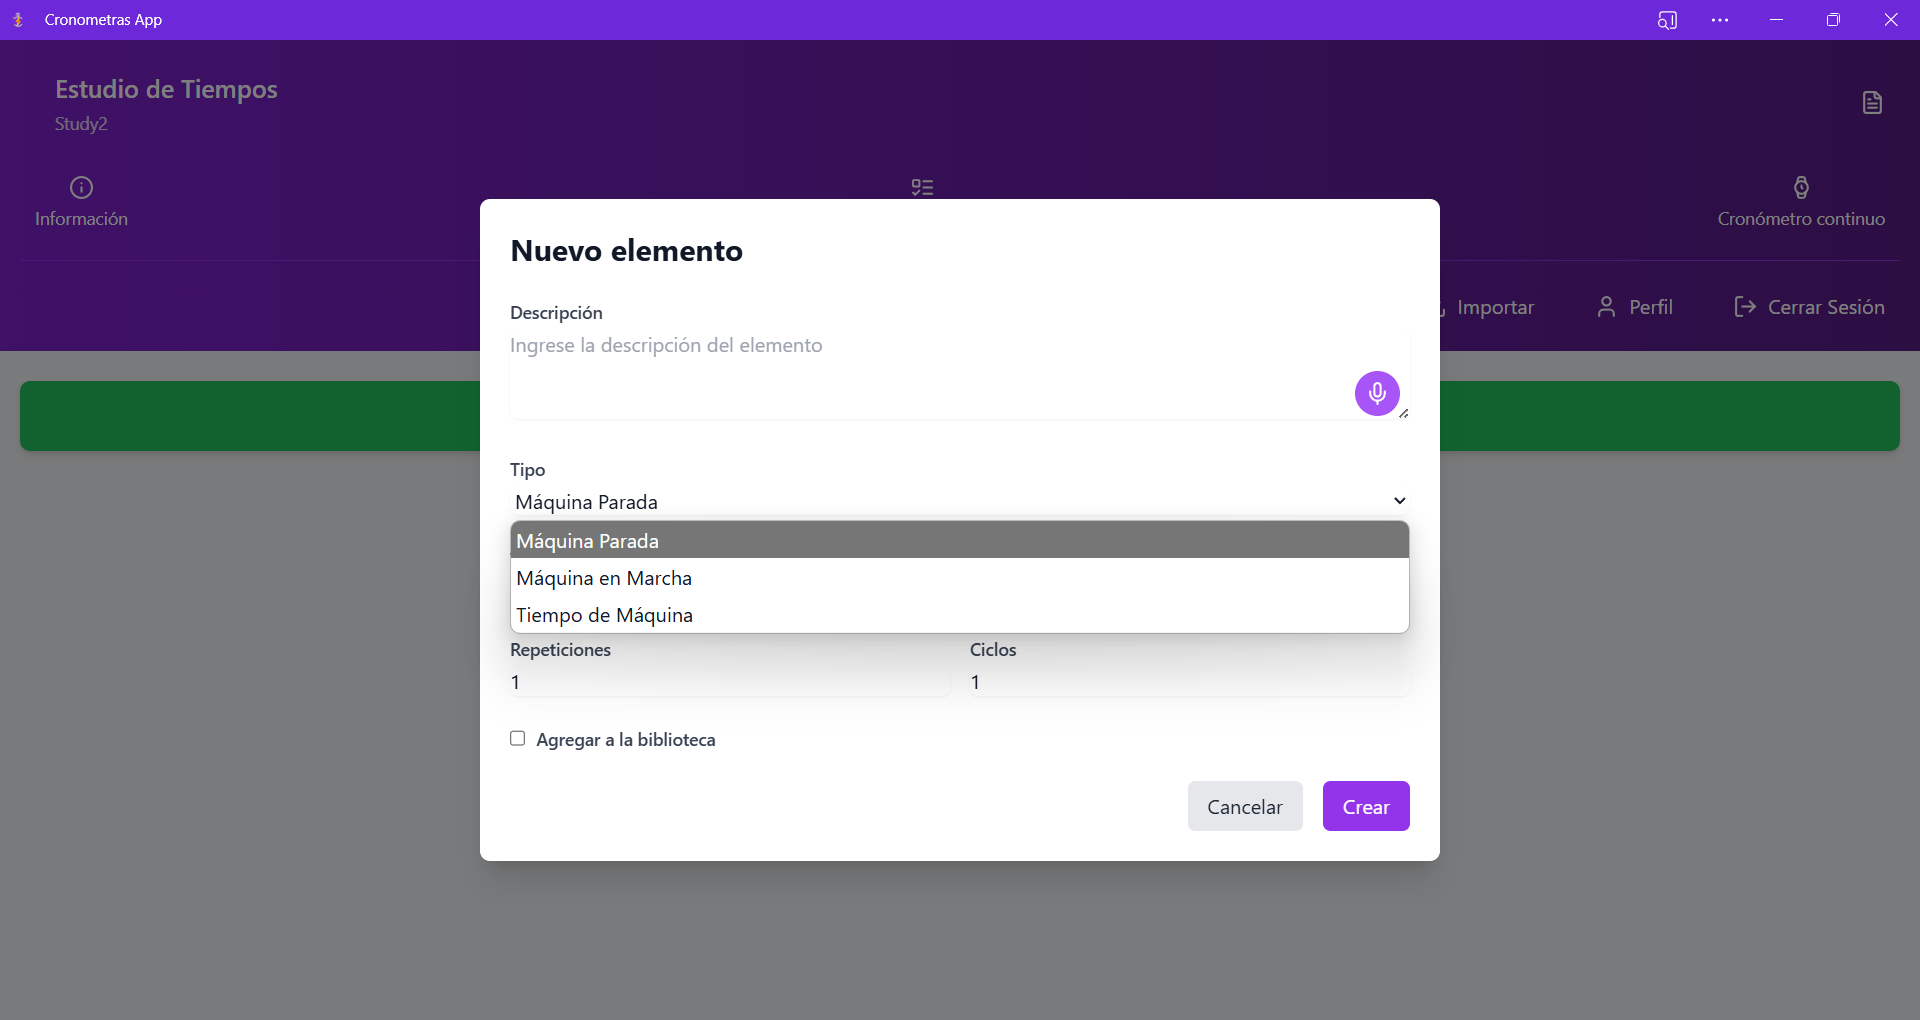 Cronometras App
Estudio de Tiempos
Study2
Información
Cronómetro continuo
Importar
Perfil
Cerrar Sesión
Nuevo elemento
Descripción
Ingrese la descripción del elemento
Tipo
Máquina Parada
Máquina Parada
Máquina en Marcha
Tiempo de Máquina
Repeticiones
Ciclos
1
1
Agregar a la biblioteca
Cancelar
Crear